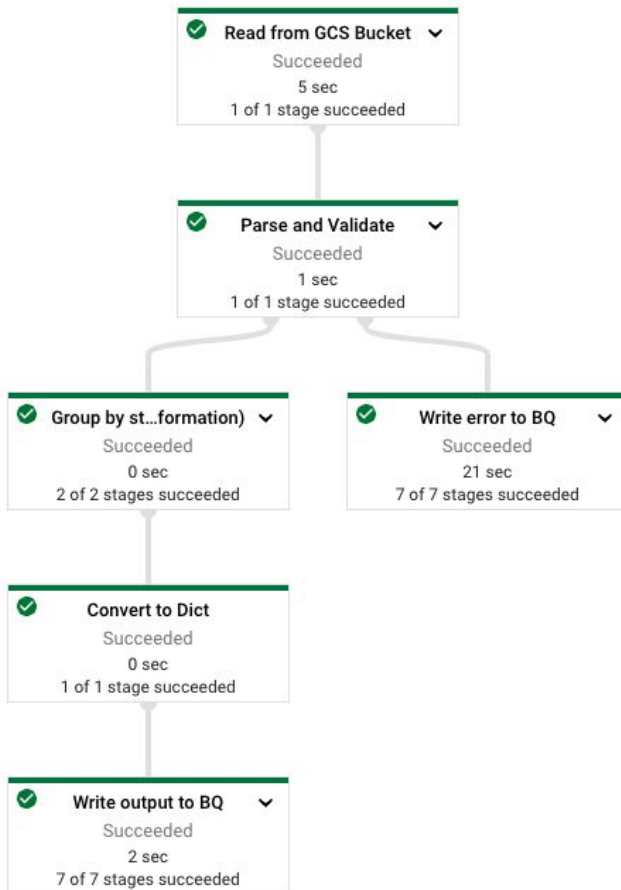 Read from GCS Bucket
Succeeded
5 sec
1 of 1 stage succeeded
Parse and Validate
Succeeded
1 sec
1 of 1 stage succeeded
Group by st...formation)
Succeeded
0 sec
2 of 2 stages succeeded
Write error to BQ
Succeeded
21 sec
7 of 7 stages succeeded
Convert to Dict
Succeeded
0 sec
1 of 1 stage succeeded
Write output to BQ
Succeeded
2 sec
7 of 7 stages succeeded